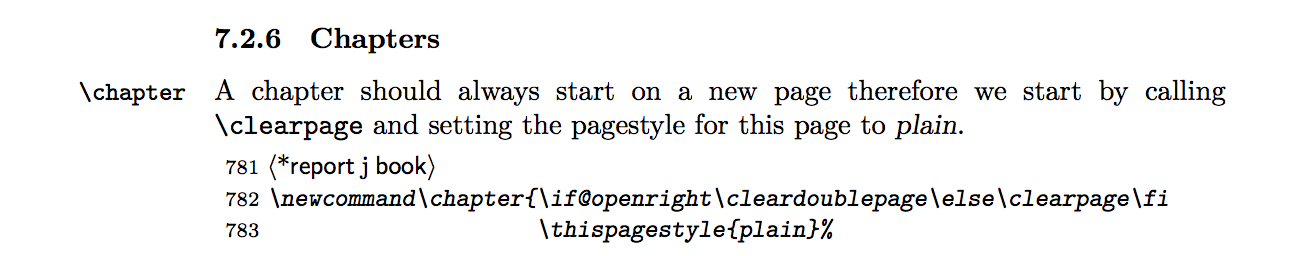 7.2.6 Chapters
\chapter A chapter should always start on a new page therefore we start by calling
\clearpage and setting the pagestyle for this page to plain.
781 ⟨*report j book⟩
782 \newcommand\chapter{\if@openright\cleardoublepage\else\clearpage\fi
783 \thispagestyle{plain}%